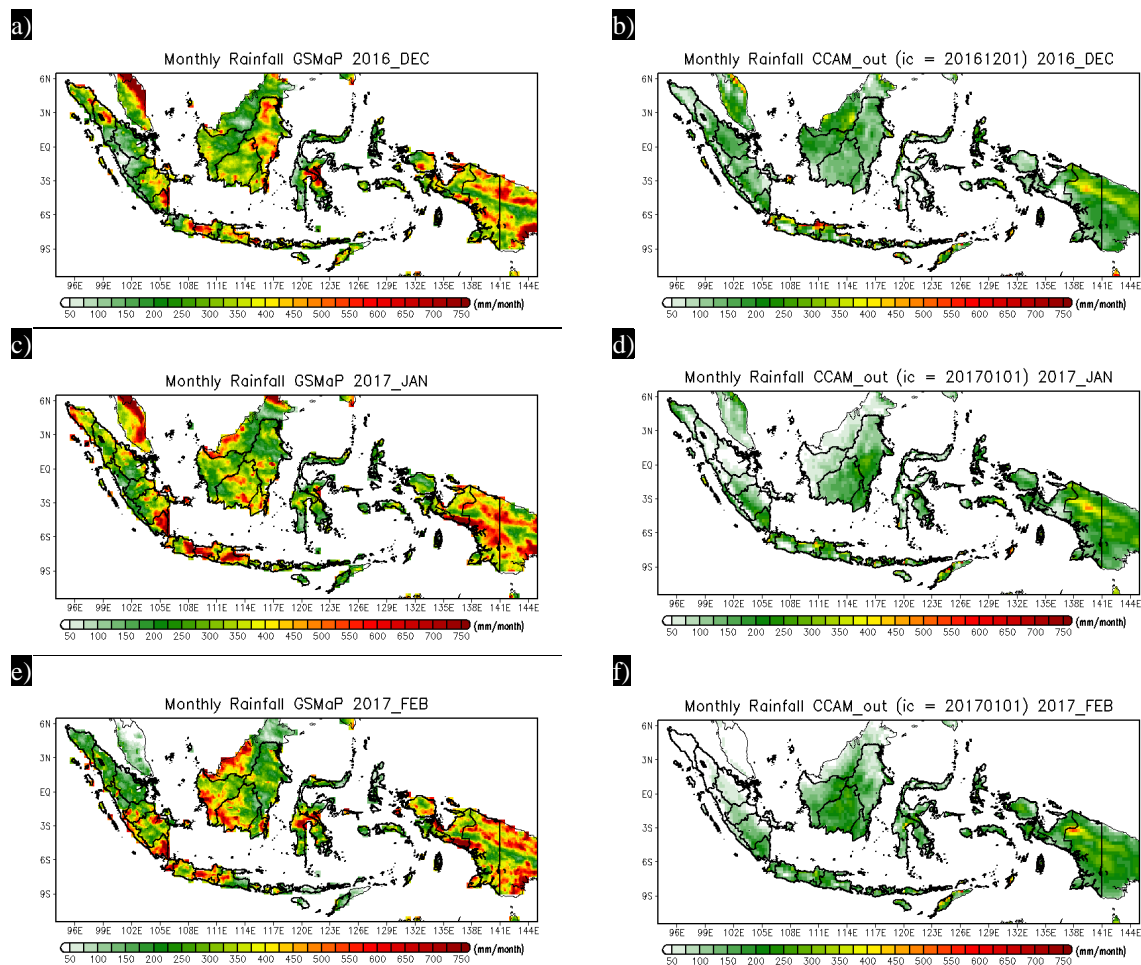 a)
Monthly Rainfall GSMaP 2016_DEC
6N
3N
EQ
3S
6S
9S
96E 99E 102E 105E 108E 111E 114E 117E 120E 123E 126E 129E 132E 135E 138E 141E 144E
50 100 150 200 250 300 350 400 450 500 550 600 650 700 750 (mm/month)
b)
Monthly Rainfall CCAM_out (ic = 20161201) 2016_DEC
6N
3N
EQ
3S
6S
9S
96E 99E 102E 105E 108E 111E 114E 117E 120E 123E 126E 129E 132E 135E 138E 141E 144E
50 100 150 200 250 300 350 400 450 500 550 600 650 700 750 (mm/month)
c)
Monthly Rainfall GSMaP 2017_JAN
6N
3N
EQ
3S
6S
9S
96E 99E 102E 105E 108E 111E 114E 117E 120E 123E 126E 129E 132E 135E 138E 141E 144E
50 100 150 200 250 300 350 400 450 500 550 600 650 700 750 (mm/month)
d)
Monthly Rainfall CCAM_out (ic = 20170101) 2017_JAN
6N
3N
EQ
3S
6S
9S
96E 99E 102E 105E 108E 111E 114E 117E 120E 123E 126E 129E 132E 135E 138E 141E 144E
50 100 150 200 250 300 350 400 450 500 550 600 650 700 750 (mm/month)
e)
Monthly Rainfall GSMaP 2017_FEB
6N
3N
EQ
3S
6S
9S
96E 99E 102E 105E 108E 111E 114E 117E 120E 123E 126E 129E 132E 135E 138E 141E 144E
50 100 150 200 250 300 350 400 450 500 550 600 650 700 750 (mm/month)
f)
Monthly Rainfall CCAM_out (ic = 20170101) 2017_FEB
6N
3N
EQ
3S
6S
9S
96E 99E 102E 105E 108E 111E 114E 117E 120E 123E 126E 129E 132E 135E 138E 141E 144E
50 100 150 200 250 300 350 400 450 500 550 600 650 700 750 (mm/month)